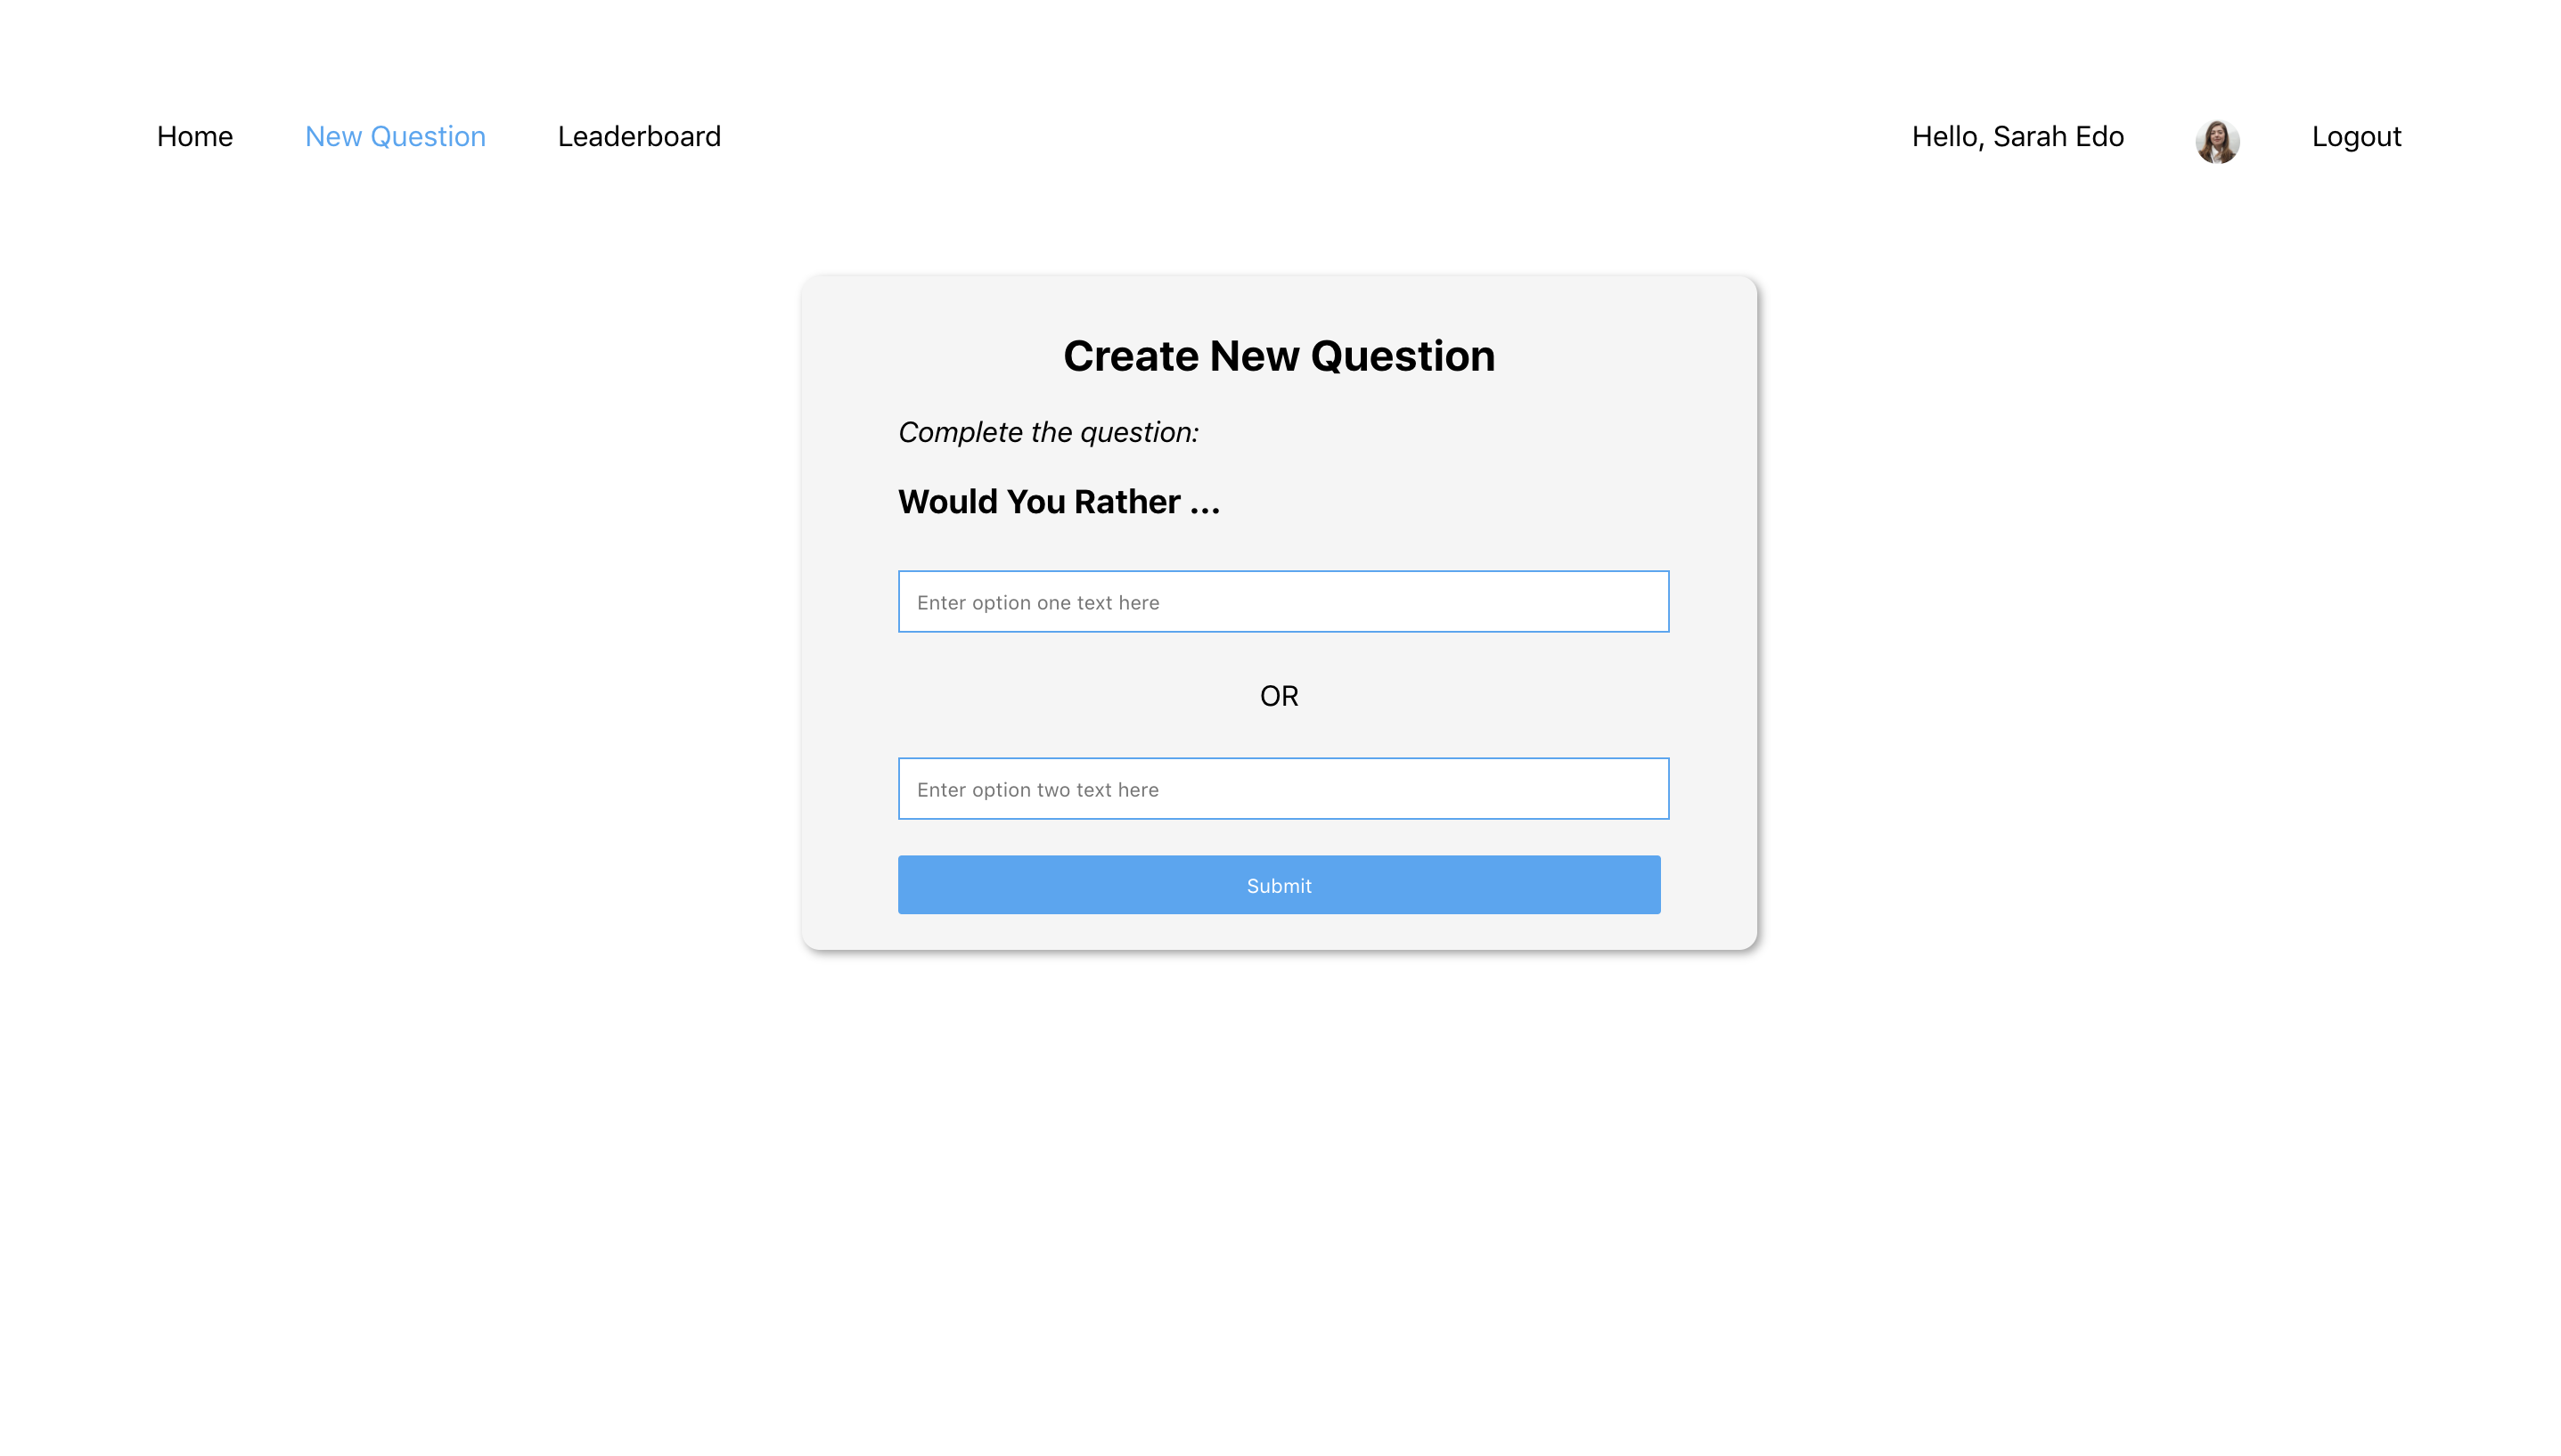 Home New Question Leaderboard Hello, Sarah Edo Logout
Create New Question
Complete the question:
Would You Rather ...
Enter option one text here
OR
Enter option two text here
Submit